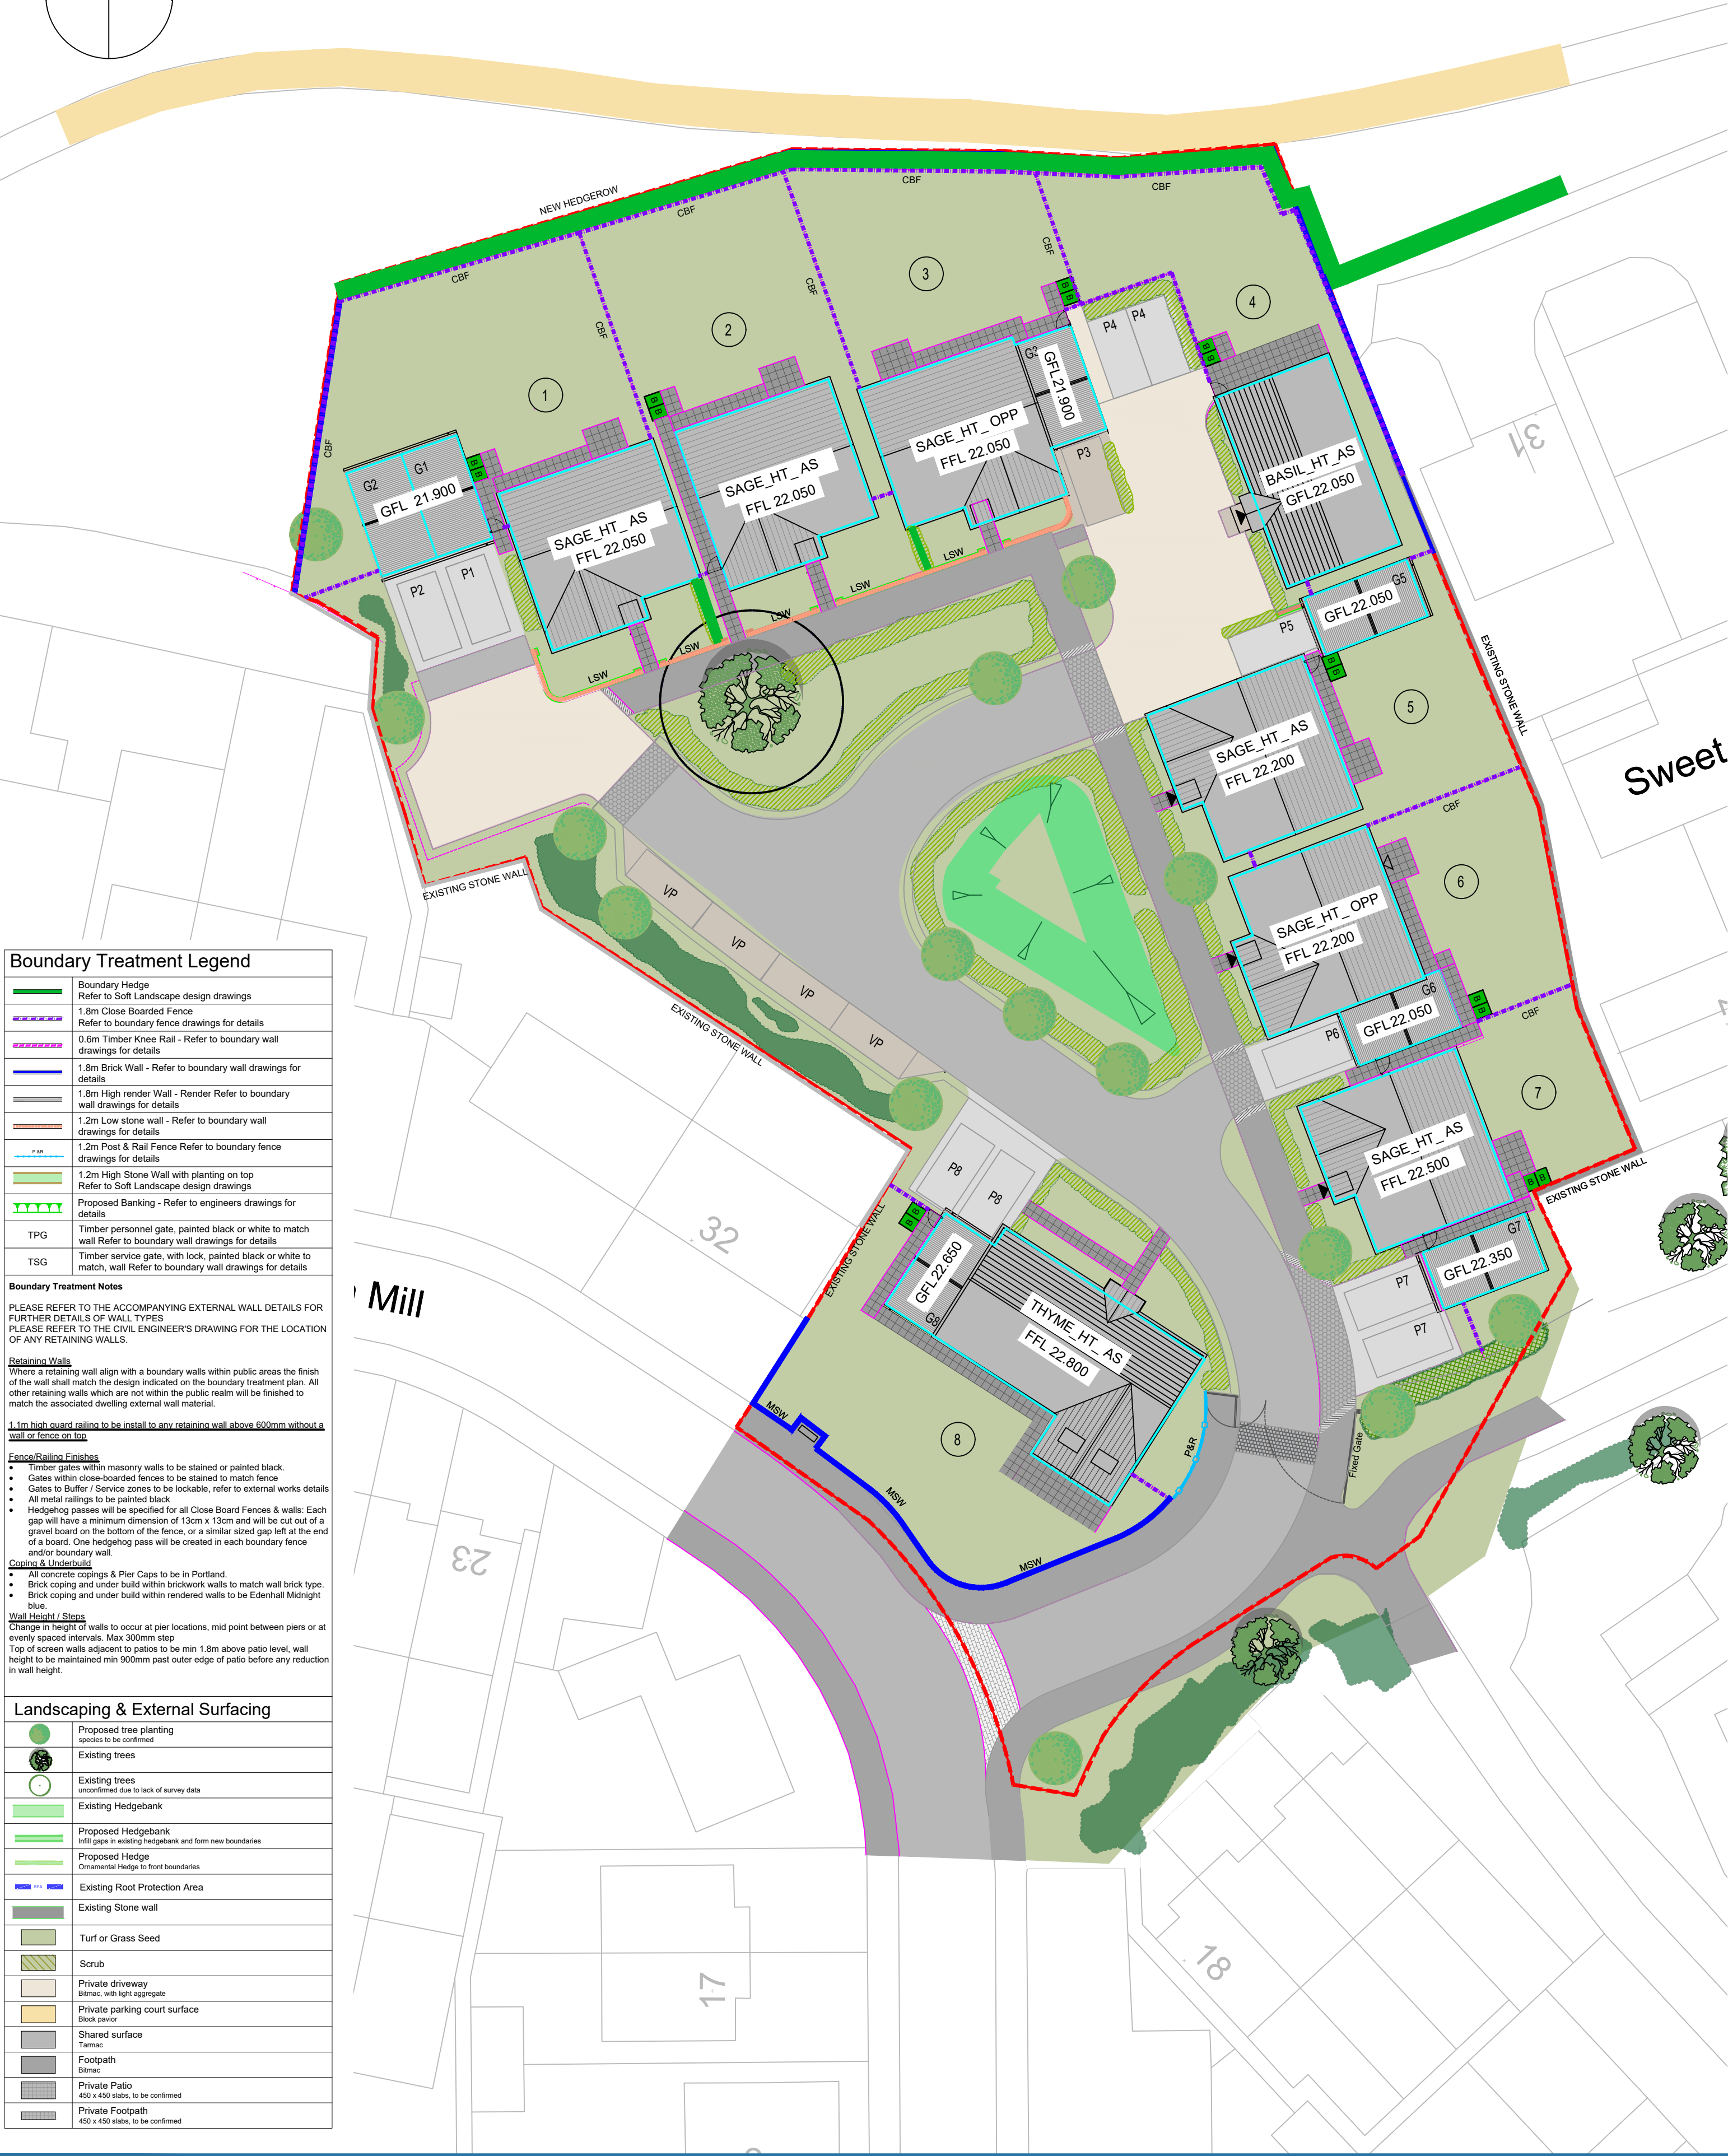 NEW HEDGEROW
CBF
CBF
CBF
CBF
CBF
CBF
CBF
CBF
1
2
3
4
G2
G1
GFL 21.900
P2
P1
SAGE_HT_ AS
FFL 22.050
SAGE_HT_ AS
FFL 22.050
SAGE_HT_ OPP
FFL 22.050
G3
GFL 21.900
P3
P4
P4
BASIL_HT_AS
GFL22.050
B
B
B
B
B
B
B
B
LSW
LSW
LSW
LSW
LSW
31
G5
GFL 22.050
P5
B
B
EXISTING STONE WALL
5
SAGE_HT_AS
FFL 22.200
CBF
Sweet
6
SAGE_HT_ OPP
FFL 22.200
G6
GFL22.050
P6
B
B
CBF
7
SAGE_HT_ AS
FFL 22.500
B
B
EXISTING STONE WALL
G7
GFL22.350
P7
P7
EXISTING STONE WALL
VP
VP
VP
VP
EXISTING STONE WALL
P8
P8
B
B
EXISTING STONE WALL
GFL 22.650
G8
THYME_HT_ AS
FFL 22.800
8
MSW
MSW
MSW
P&R
Fixed Gate
32
Mill
23
17
18
Boundary Treatment Legend
Boundary Hedge
Refer to Soft Landscape design drawings
1.8m Close Boarded Fence
Refer to boundary fence drawings for details
0.6m Timber Knee Rail - Refer to boundary wall
drawings for details
1.8m Brick Wall - Refer to boundary wall drawings for
details
1.8m High render Wall - Render Refer to boundary
wall drawings for details
1.2m Low stone wall - Refer to boundary wall
drawings for details
P &R
1.2m Post & Rail Fence Refer to boundary fence
drawings for details
1.2m High Stone Wall with planting on top
Refer to Soft Landscape design drawings
Proposed Banking - Refer to engineers drawings for
details
TPG
Timber personnel gate, painted black or white to match
wall Refer to boundary wall drawings for details
TSG
Timber service gate, with lock, painted black or white to
match, wall Refer to boundary wall drawings for details
Boundary Treatment Notes
PLEASE REFER TO THE ACCOMPANYING EXTERNAL WALL DETAILS FOR
FURTHER DETAILS OF WALL TYPES
PLEASE REFER TO THE CIVIL ENGINEER'S DRAWING FOR THE LOCATION
OF ANY RETAINING WALLS.
Retaining Walls
Where a retaining wall align with a boundary walls within public areas the finish
of the wall shall match the design indicated on the boundary treatment plan. All
other retaining walls which are not within the public realm will be finished to
match the associated dwelling external wall material.
1.1m high guard railing to be install to any retaining wall above 600mm without a
wall or fence on top
Fence/Railing Finishes
• Timber gates within masonry walls to be stained or painted black.
• Gates within close-boarded fences to be stained to match fence
• Gates to Buffer / Service zones to be lockable, refer to external works details
• All metal railings to be painted black
• Hedgehog passes will be specified for all Close Board Fences & walls: Each
gap will have a minimum dimension of 13cm x 13cm and will be cut out of a
gravel board on the bottom of the fence, or a similar sized gap left at the end
of a board. One hedgehog pass will be created in each boundary fence
and/or boundary wall.
Coping & Underbuild
• All concrete copings & Pier Caps to be in Portland.
• Brick coping and under build within brickwork walls to match wall brick type.
• Brick coping and under build within rendered walls to be Edenhall Midnight
blue.
Wall Height / Steps
Change in height of walls to occur at pier locations, mid point between piers or at
evenly spaced intervals. Max 300mm step
Top of screen walls adjacent to patios to be min 1.8m above patio level, wall
height to be maintained min 900mm past outer edge of patio before any reduction
in wall height.
Landscaping & External Surfacing
Proposed tree planting
species to be confirmed
Existing trees
Existing trees
unconfirmed due to lack of survey data
Existing Hedgebank
Proposed Hedgebank
Infill gaps in existing hedgebank and form new boundaries
Proposed Hedge
Ornamental Hedge to front boundaries
RPA
Existing Root Protection Area
Existing Stone wall
Turf or Grass Seed
Scrub
Private driveway
Bitmac, with light aggregate
Private parking court surface
Block pavior
Shared surface
Tarmac
Footpath
Bitmac
Private Patio
450 x 450 slabs, to be confirmed
Private Footpath
450 x 450 slabs, to be confirmed